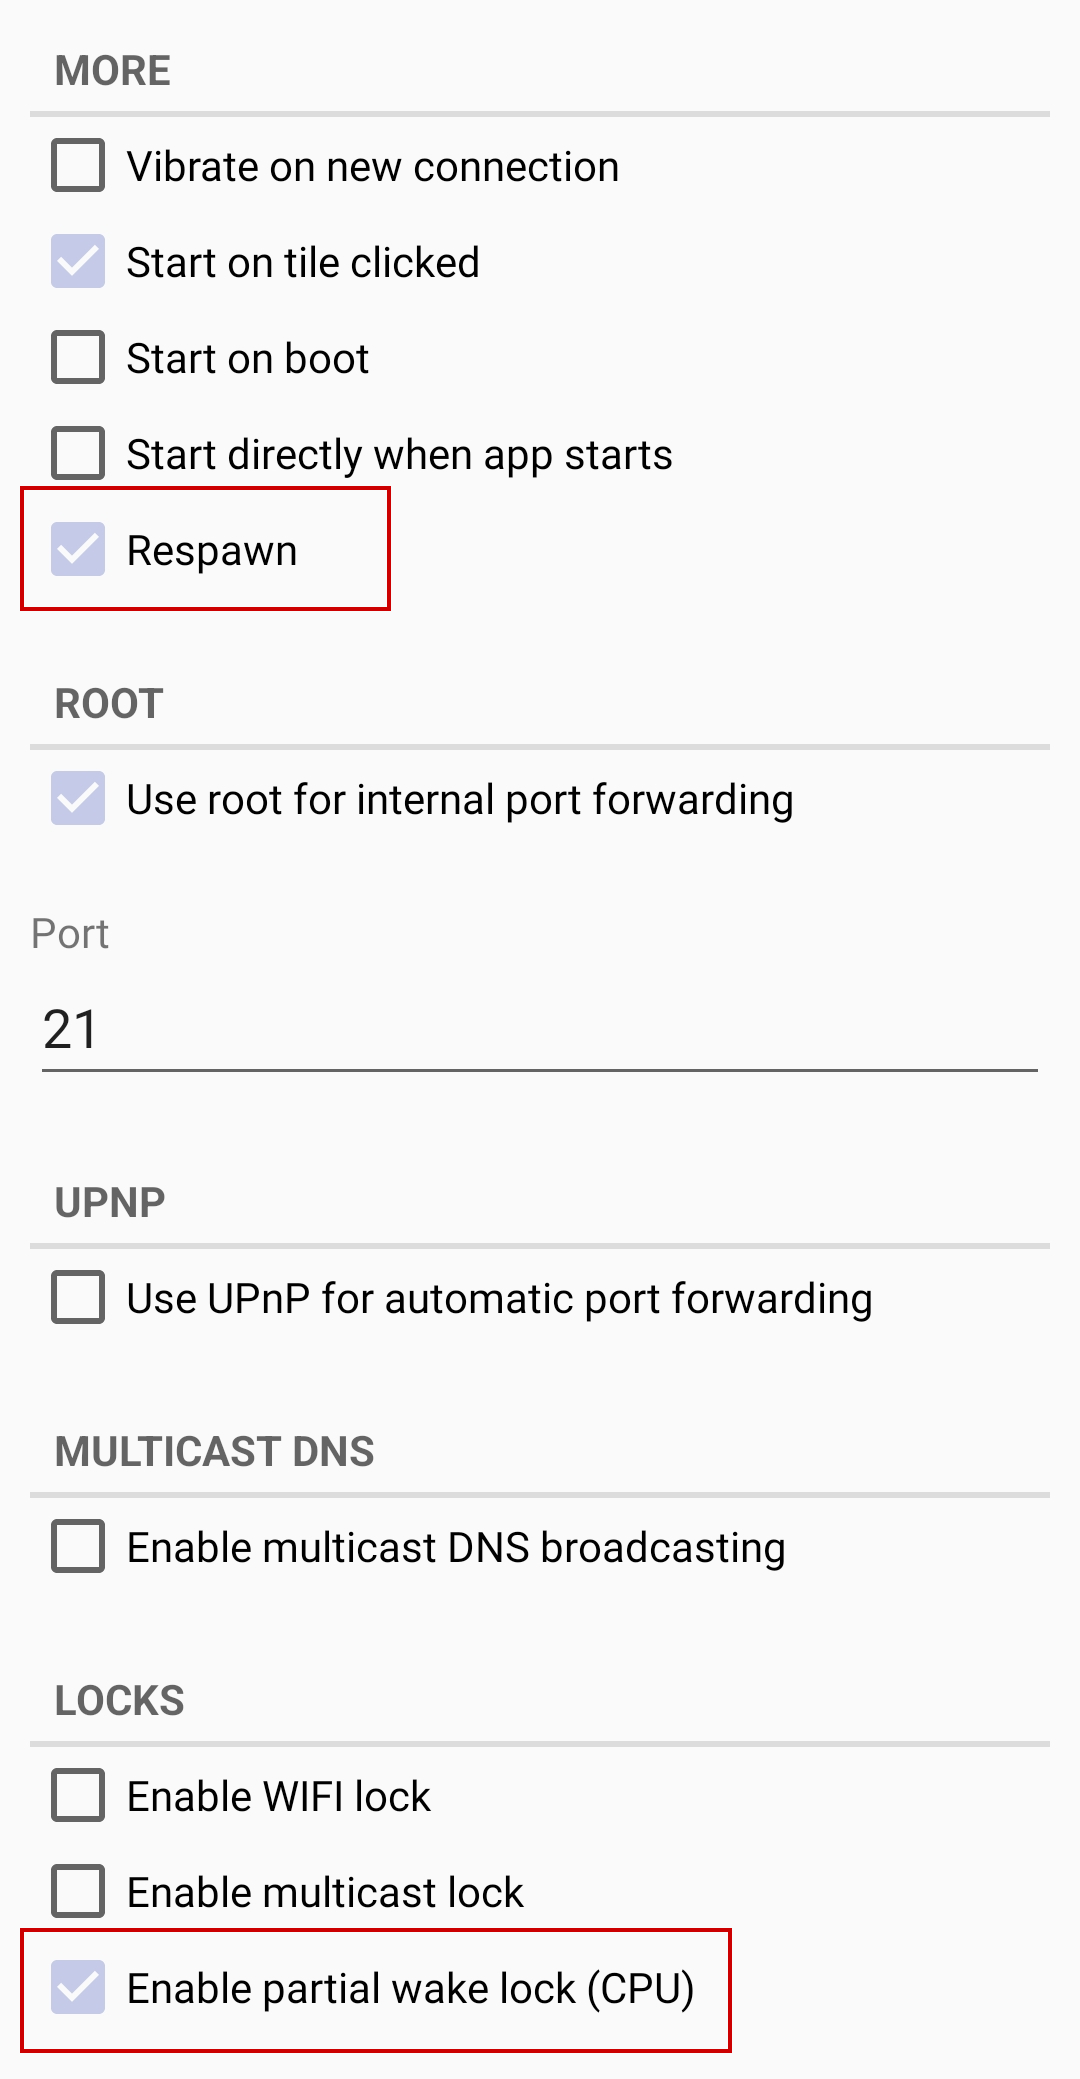 MORE
Vibrate on new connection
Start on tile clicked
Start on boot
Start directly when app starts
Respawn
ROOT
Use root for internal port forwarding
Port
21
UPNP
Use UPnP for automatic port forwarding
MULTICAST DNS
Enable multicast DNS broadcasting
LOCKS
Enable WIFI lock
Enable multicast lock
Enable partial wake lock (CPU)